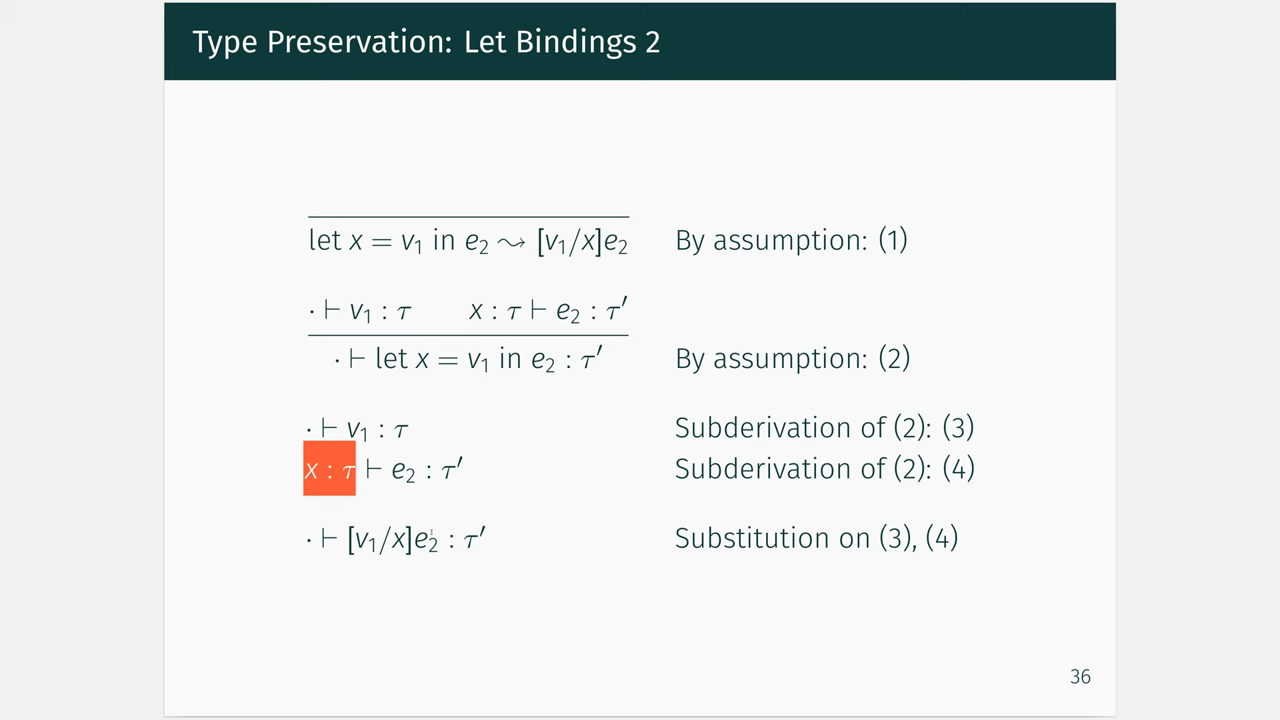 Type Preservation: Let Bindings 2
let x = v₁ in e₂ ⇝ [v₁/x]e₂ By assumption: (1)
· ⊢ v₁ : τ x : τ ⊢ e₂ : τ′
· ⊢ let x = v₁ in e₂ : τ′ By assumption: (2)
· ⊢ v₁ : τ Subderivation of (2): (3)
x : τ ⊢ e₂ : τ′ Subderivation of (2): (4)
· ⊢ [v₁/x]e₂ : τ′ Substitution on (3), (4)
36